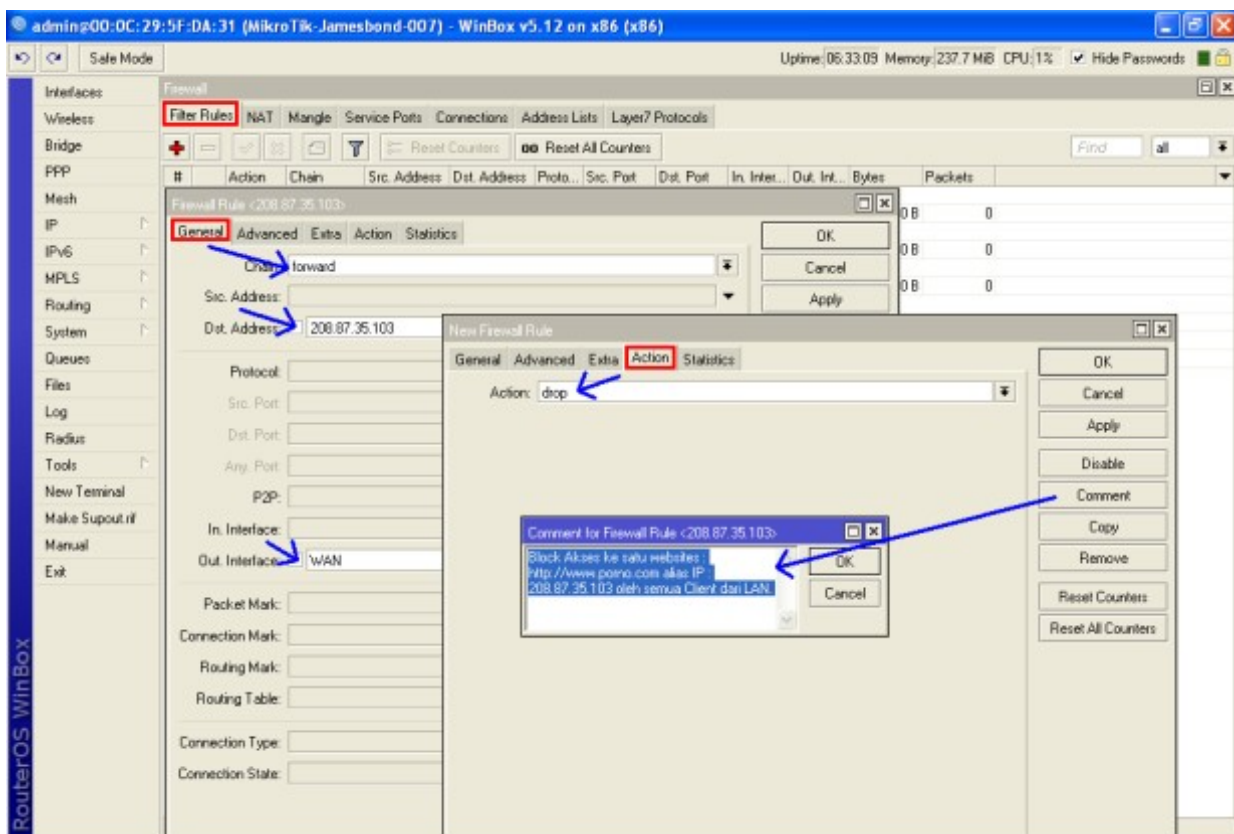 admin@00:0C:29:5F:DA:31 (MikroTik-Jamesbond-007) - WinBox v5.12 on x86 (x86)
Safe Mode
Uptime: 06:33:09 Memory: 237.7 MiB CPU: 1% Hide Passwords
Interfaces
Wireless
Bridge
PPP
Mesh
IP
IPv6
MPLS
Routing
System
Queues
Files
Log
Radius
Tools
New Terminal
Make Supout.rif
Manual
Exit
RouterOS WinBox
Firewall
Filter Rules NAT Mangle Service Ports Connections Address Lists Layer7 Protocols
Reset Counters 00 Reset All Counters Find all
# Action Chain Src. Address Dst. Address Proto... Src. Port Dst. Port In. Inter... Out. Int... Bytes Packets
0 B 0
0 B 0
0 B 0
Firewall Rule <208.87.35.103>
General Advanced Extra Action Statistics
OK
Cancel
Apply
Chain: forward
Src. Address:
Dst. Address: 208.87.35.103
Protocol:
Src. Port:
Dst. Port:
Any. Port:
P2P:
In. Interface:
Out. Interface: WAN
Packet Mark:
Connection Mark:
Routing Mark:
Routing Table:
Connection Type:
Connection State:
New Firewall Rule
General Advanced Extra Action Statistics
Action: drop
OK
Cancel
Apply
Disable
Comment
Copy
Remove
Reset Counters
Reset All Counters
Comment for Firewall Rule <208.87.35.103>
Block Akses ke satu websites :
http://www.porno.com alias IP :
208.87.35.103 oleh semua Client dari LAN.
OK
Cancel